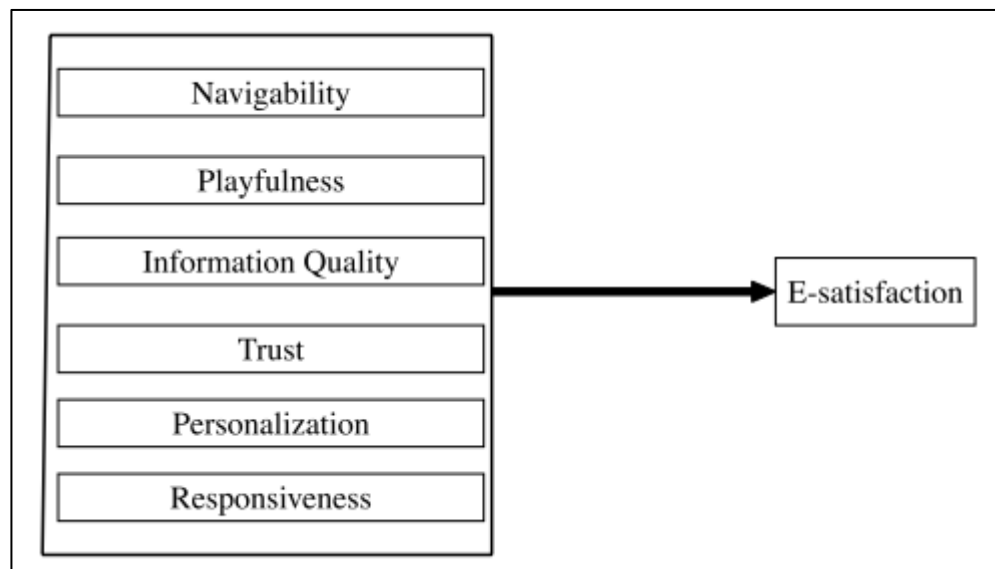 Navigability
Playfulness
Information Quality
Trust
Personalization
Responsiveness
E-satisfaction